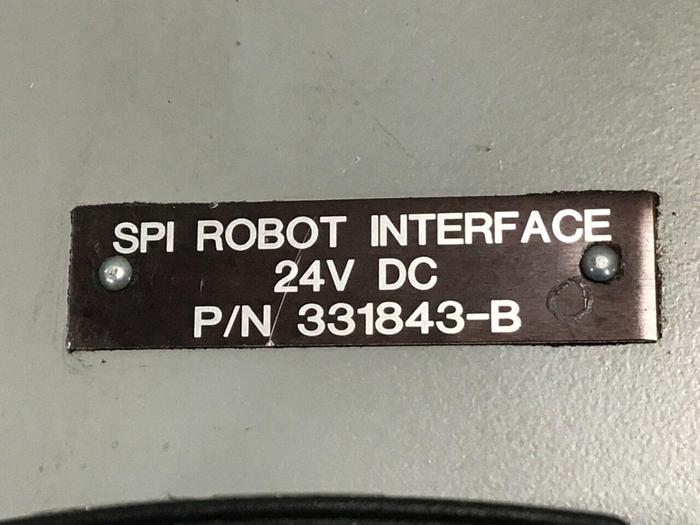 SPI ROBOT INTERFACE
24V DC
P/N 331843-B